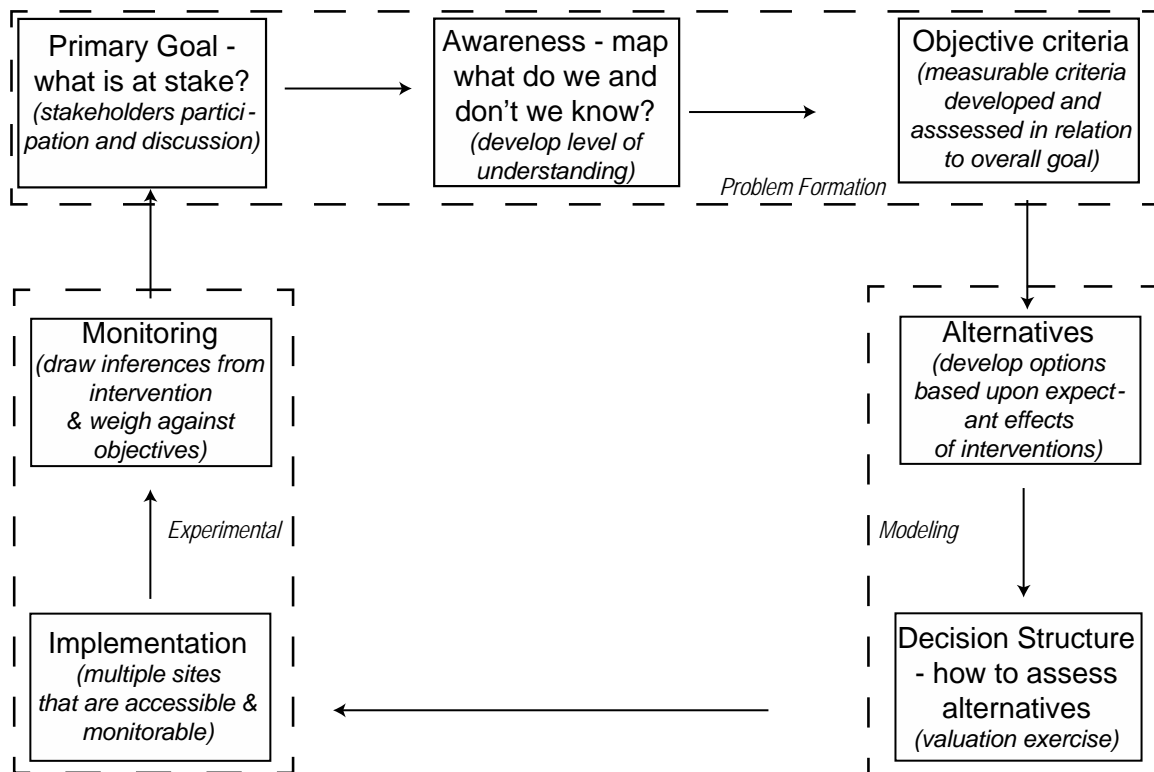 Primary Goal -
what is at stake?
(stakeholders partici-
pation and discussion)
Awareness - map
what do we and
don't we know?
(develop level of
understanding)
Objective criteria
(measurable criteria
developed and
asssessed in relation
to overall goal)
Problem Formation
Monitoring
(draw inferences from
intervention
& weigh against
objectives)
Alternatives
(develop options
based upon expect-
ant effects
of interventions)
Experimental
Modeling
Implementation
(multiple sites
that are accessible &
monitorable)
Decision Structure
- how to assess
alternatives
(valuation exercise)